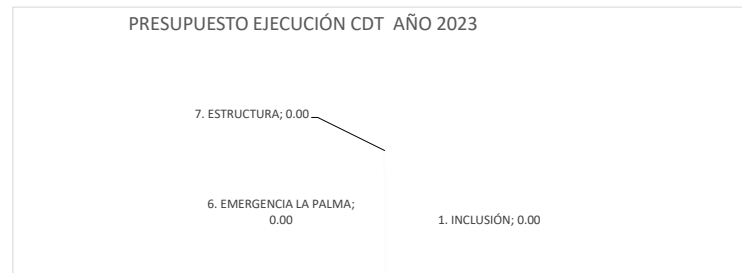 PRESUPUESTO EJECUCIÓN CDT  AÑO 2023
7. ESTRUCTURA; 0.00
6. EMERGENCIA LA PALMA;
0.00
1. INCLUSIÓN; 0.00